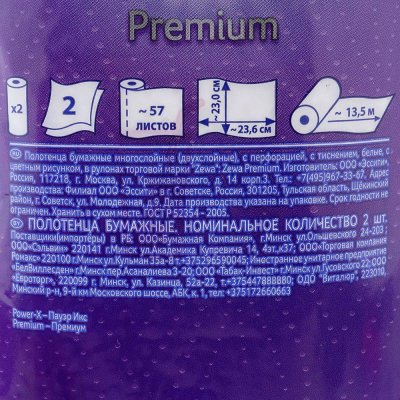 Premium
x2
2
~ 57
листов
~23,0 см
~23,6 см
~ 13,5 м
RU Полотенца бумажные многослойные (двухслойные), с перфорацией, с тиснением, белые, с
цветным рисунком, в рулонах торговой марки "Zewa": Zewa Premium. Изготовитель: ООО «Эссити»,
Россия, 117218, г. Москва, ул. Кржижановского, д. 14 корп.3. Тел: +7(495)967-33-67. Адрес
производства: Филиал ООО «Эссити» в г. Советске, Россия, 301205, Тульская область, Щёкинский
район, г. Советск, ул. Молодежная, д.9. Дата производства указана на упаковке. Срок годности не
ограничен. Хранить в сухом месте. ГОСТ Р 52354 - 2005.
ПОЛОТЕНЦА БУМАЖНЫЕ. НОМИНАЛЬНОЕ КОЛИЧЕСТВО 2 шт.
Поставщики(импортеры) в РБ: ООО «Бумажная Компания», г.Минск ул.Ольшевского 24-203 ;
ООО«Сэльвин» 220141 г.Минск ул.Академика Купревича 14, 4эт,к37; ООО«Торговая компания
Ромакс» 220100 г.Минск ул.Кульман 35а-8 т.+375296590045; Иностранное унитарное предприятие
«БелВиллесден» г.Минск пер.Асаналиева 3-20; ООО «Табак-Инвест» г.Минск ул.Гусовского 22;ООО
«Евроторг», 220099 г. Минск, ул. Казинца, 52а-22, т.+375447888880; ОДО "Виталюр", 223010,
Минский р-н, 9-й км Московского шоссе, АБК, к. 1, тел: +375172660663
Power-X – Пауэр Икс
Premium – Премиум